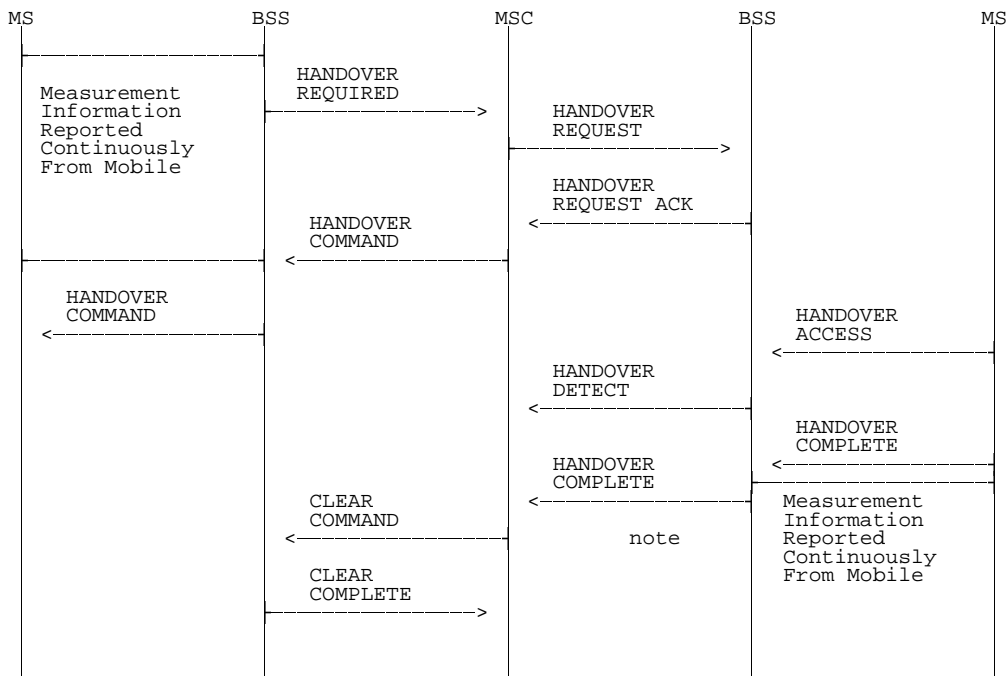 MS BSS MSC BSS MS
HANDOVER
REQUIRED
Measurement
Information
Reported
Continuously
From Mobile
HANDOVER
REQUEST
HANDOVER
REQUEST ACK
HANDOVER
COMMAND
HANDOVER
COMMAND
HANDOVER
ACCESS
HANDOVER
DETECT
HANDOVER
COMPLETE
HANDOVER
COMPLETE
CLEAR
COMMAND
note
Measurement
Information
Reported
Continuously
From Mobile
CLEAR
COMPLETE